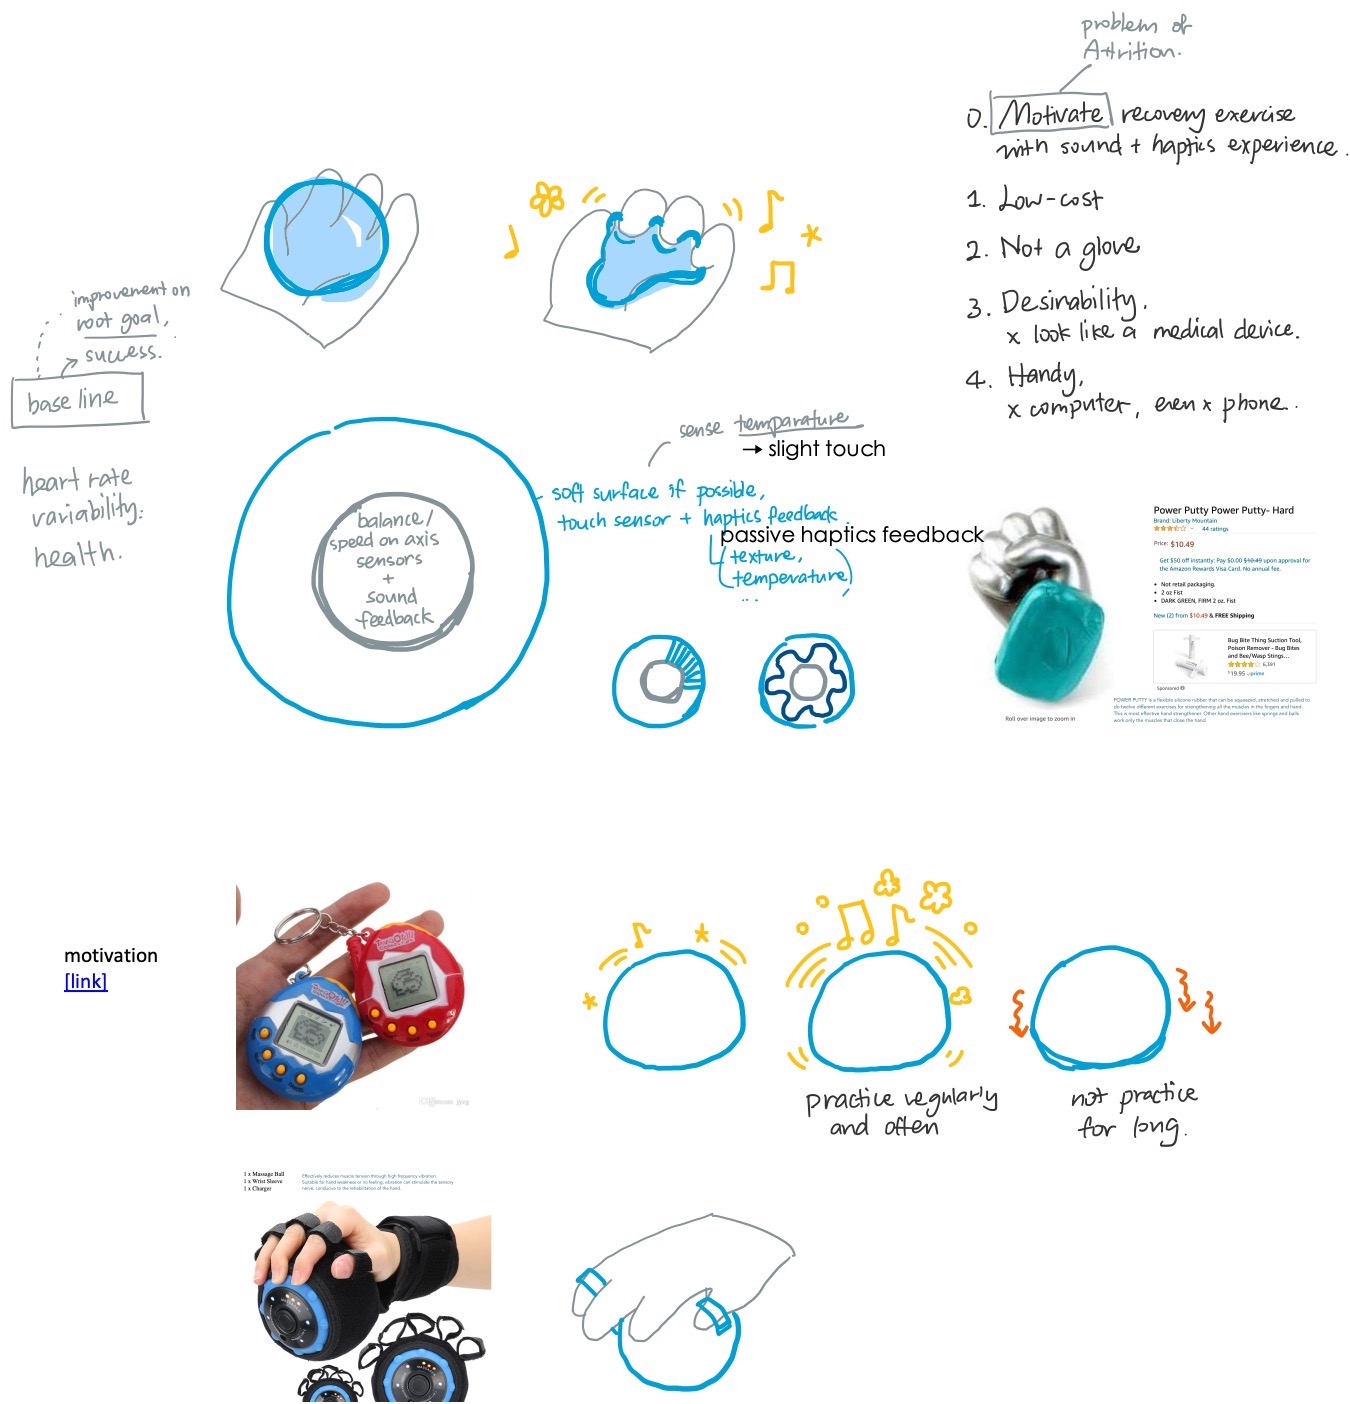 problem of
Attrition.
0. Motivate recovery exercise
with sound + haptics experience.
1. Low-cost
2. Not a glove
3. Desirability.
x look like a medical device.
4. Handy,
x computer, even x phone..
improvement on
root goal,
success.
base line
heart rate
variability:
health.
balance/
speed on axis
sensors
+
sound
feedback
sense temparature
→ slight touch
soft surface if possible,
touch sensor + haptics feedback.
passive haptics feedback
(texture,
temperature)
...
Power Putty Power Putty- Hard
Brand: Liberty Mountain
44 ratings
Price: $10.49
Get $50 off instantly: Pay $0.00 $10.49 upon approval for
the Amazon Rewards Visa Card. No annual fee.
• Not retail packaging.
• 2 oz Fist
• DARK GREEN, FIRM 2 oz. Fist
New (2) from $10.49 & FREE Shipping
Bug Bite Thing Suction Tool,
Poison Remover - Bug Bites
and Bee/Wasp Stings...
6,391
$19.95 prime
Sponsored
Roll over image to zoom in
POWER PUTTY is a flexible silicone rubber that can be squeezed, stretched and pulled to
do twelve different exercises for strengthening all the muscles in the fingers and hand.
This is most effective hand strengthener. Other hand exercisers like springs and balls
work only the muscles that close the hand.
motivation
[link]
practice regularly
and often
not practice
for long.
1 x Massage Ball
1 x Wrist Sleeve
1 x Charger
Effectively reduces muscle tension through high frequency vibration.
Suitable for hand weakness or no feeling, vibration can stimulate the sensory
nerve, conducive to the rehabilitation of the hand.